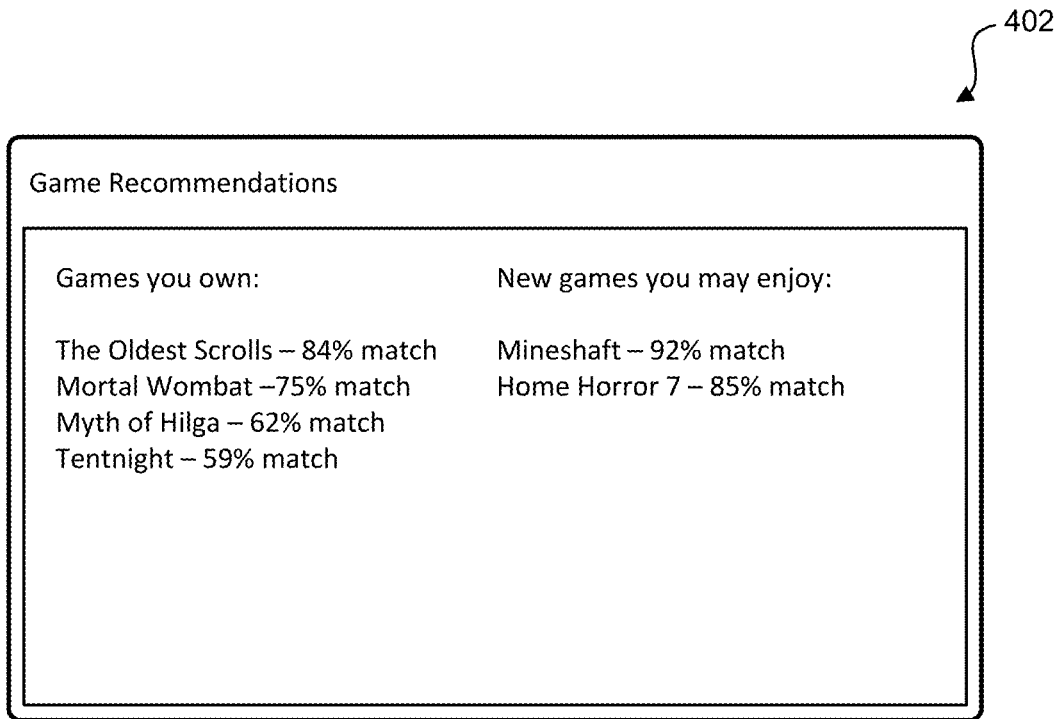 402
Game Recommendations
Games you own:
The Oldest Scrolls – 84% match
Mortal Wombat –75% match
Myth of Hilga – 62% match
Tentnight – 59% match
New games you may enjoy:
Mineshaft – 92% match
Home Horror 7 – 85% match